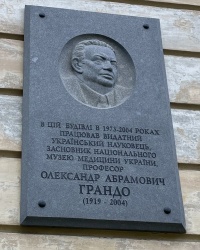 В ЦІЙ БУДІВЛІ В 1973-2004 РОКАХ
ПРАЦЮВАВ ВИДАТНИЙ
УКРАЇНСЬКИЙ НАУКОВЕЦЬ,
ЗАСНОВНИК НАЦІОНАЛЬНОГО
МУЗЕЮ МЕДИЦИНИ УКРАЇНИ,
ПРОФЕСОР
ОЛЕКСАНДР АБРАМОВИЧ
ГРАНДО
(1919 - 2004)